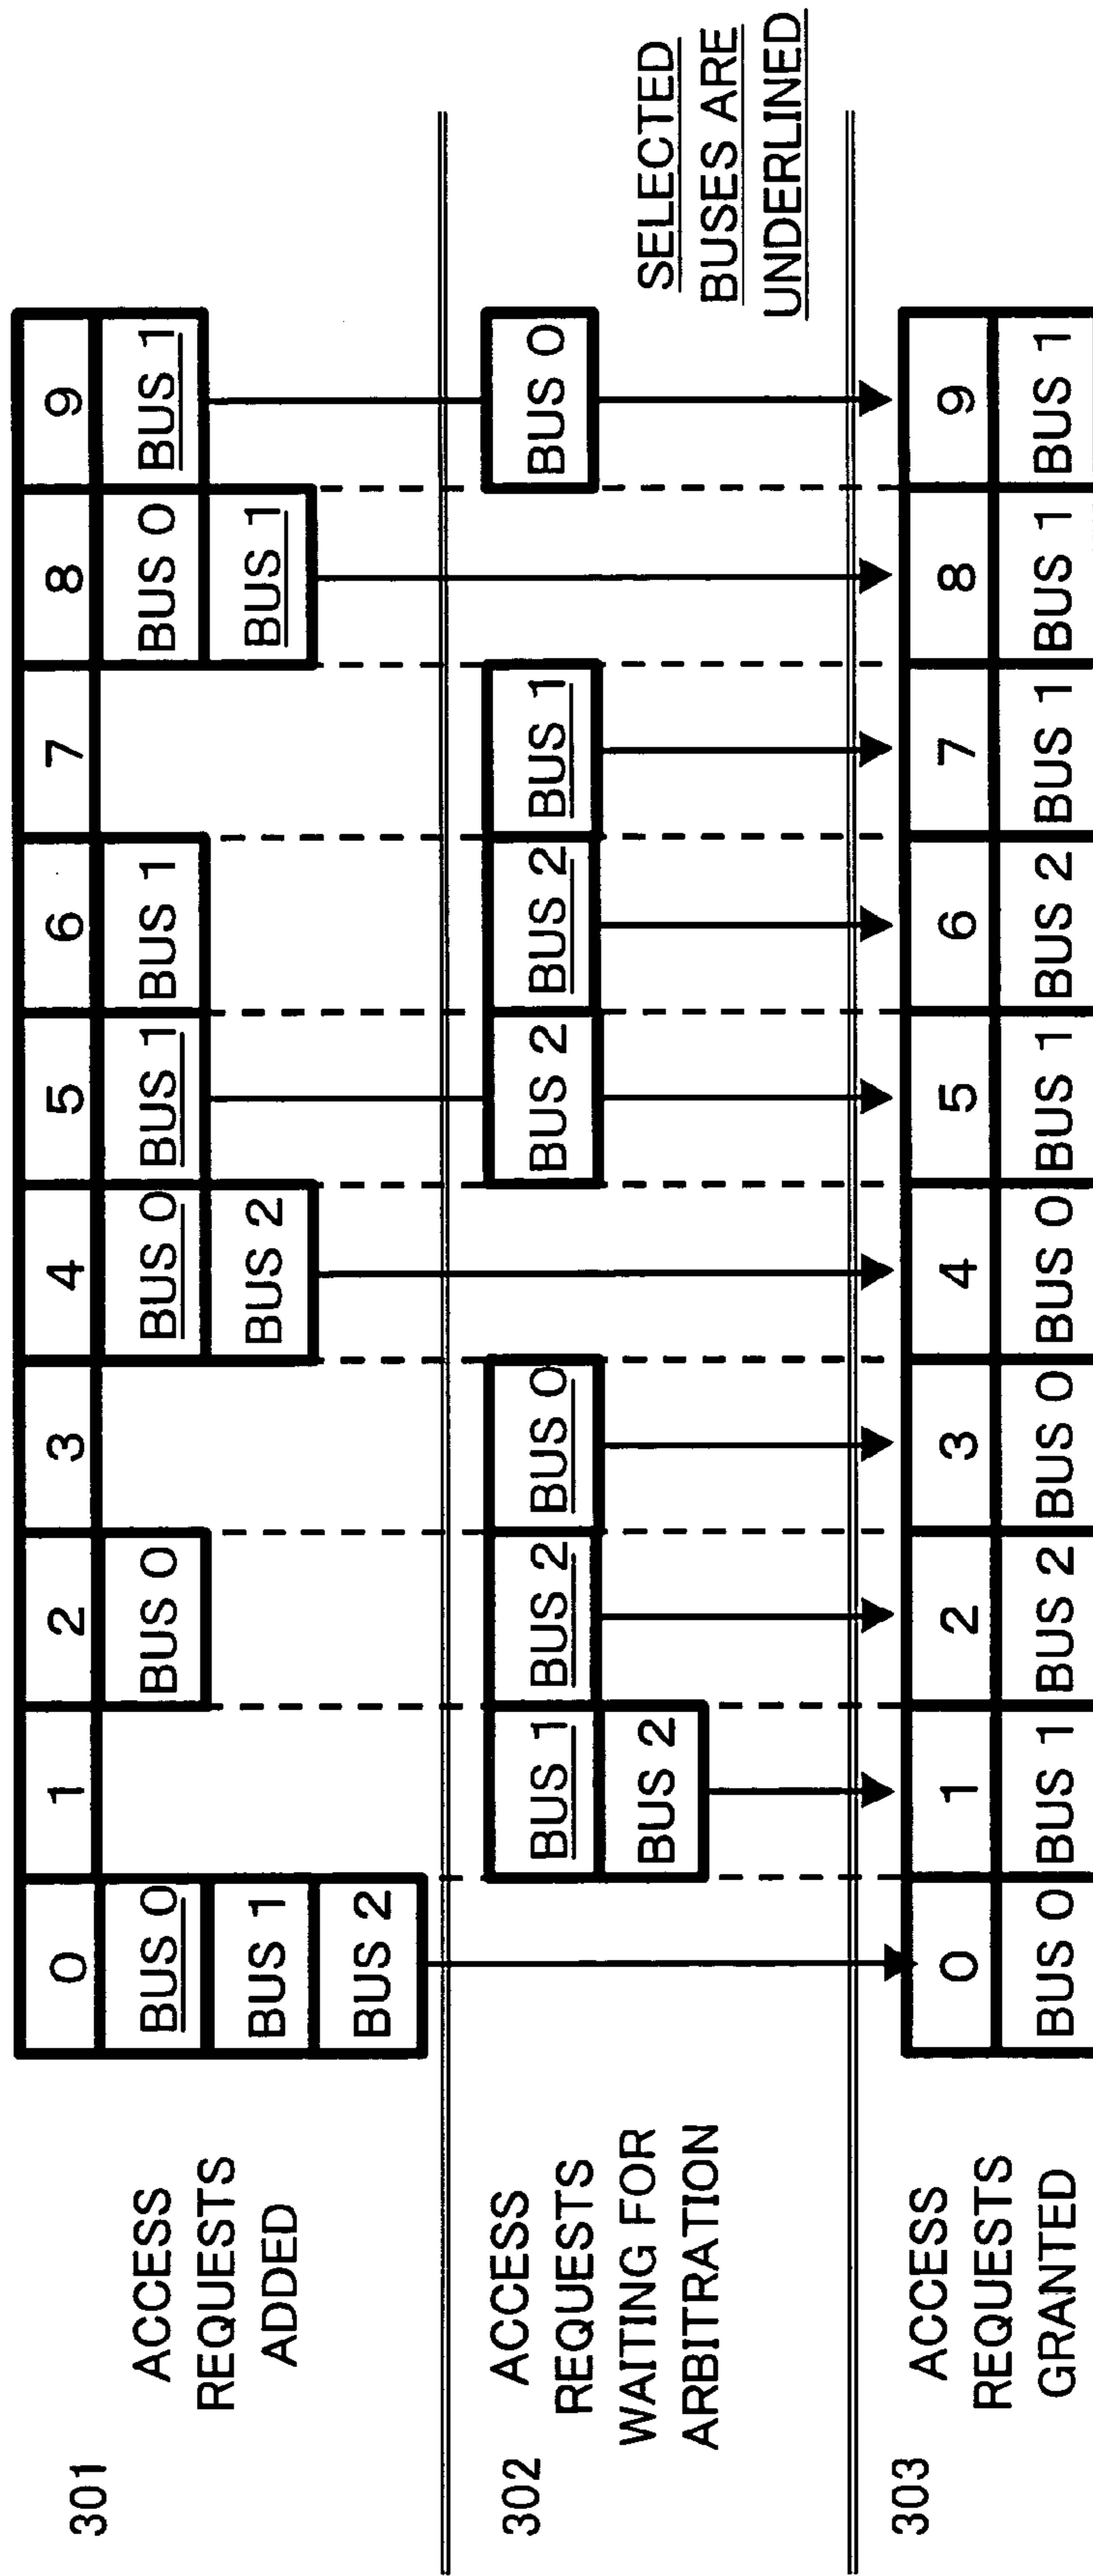 301
ACCESS
REQUESTS
ADDED
0 1 2 3 4 5 6 7 8 9
BUS 0 BUS 0 BUS 0 BUS 1 BUS 1 BUS 0 BUS 1
BUS 1 BUS 2 BUS 1
BUS 2
302
ACCESS
REQUESTS
WAITING FOR
ARBITRATION
BUS 1 BUS 2 BUS 0 BUS 2 BUS 2 BUS 1 BUS 0
BUS 2
SELECTED
BUSES ARE
UNDERLINED
303
ACCESS
REQUESTS
GRANTED
0 1 2 3 4 5 6 7 8 9
BUS 0 BUS 1 BUS 2 BUS 0 BUS 0 BUS 1 BUS 2 BUS 1 BUS 1 BUS 1